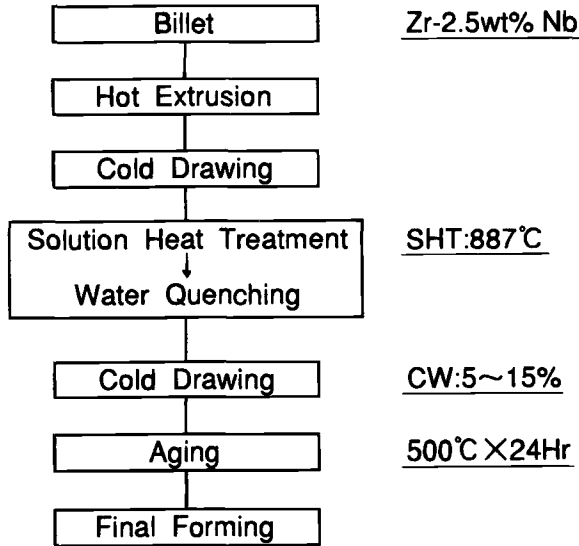 Billet
Zr-2.5wt% Nb
Hot Extrusion
Cold Drawing
Solution Heat Treatment
SHT:887℃
Water Quenching
Cold Drawing
CW:5～15%
Aging
500℃×24Hr
Final Forming